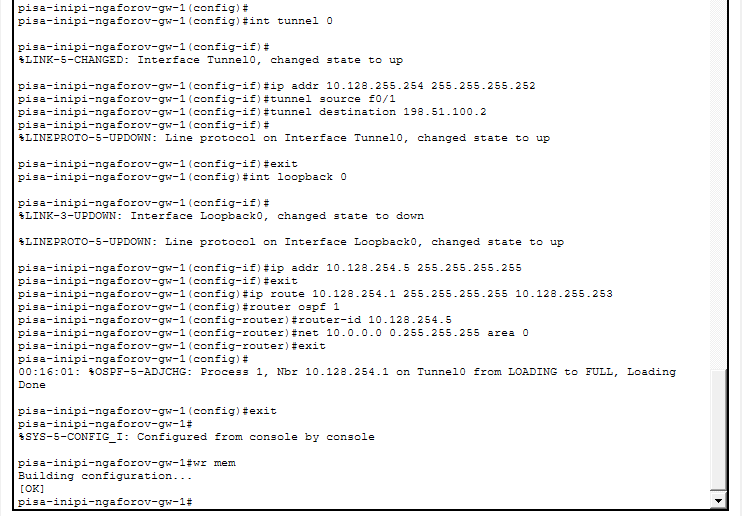 pisa-inipi-ngaforov-gw-1(config)#
pisa-inipi-ngaforov-gw-1(config)#int tunnel 0
pisa-inipi-ngaforov-gw-1(config-if)#
%LINK-5-CHANGED: Interface Tunnel0, changed state to up
pisa-inipi-ngaforov-gw-1(config-if)#ip addr 10.128.255.254 255.255.255.252
pisa-inipi-ngaforov-gw-1(config-if)#tunnel source f0/1
pisa-inipi-ngaforov-gw-1(config-if)#tunnel destination 198.51.100.2
pisa-inipi-ngaforov-gw-1(config-if)#
%LINEPROTO-5-UPDOWN: Line protocol on Interface Tunnel0, changed state to up
pisa-inipi-ngaforov-gw-1(config-if)#exit
pisa-inipi-ngaforov-gw-1(config)#int loopback 0
pisa-inipi-ngaforov-gw-1(config-if)#
%LINK-3-UPDOWN: Interface Loopback0, changed state to down
%LINEPROTO-5-UPDOWN: Line protocol on Interface Loopback0, changed state to up
pisa-inipi-ngaforov-gw-1(config-if)#ip addr 10.128.254.5 255.255.255.255
pisa-inipi-ngaforov-gw-1(config-if)#exit
pisa-inipi-ngaforov-gw-1(config)#ip route 10.128.254.1 255.255.255.255 10.128.255.253
pisa-inipi-ngaforov-gw-1(config)#router ospf 1
pisa-inipi-ngaforov-gw-1(config-router)#router-id 10.128.254.5
pisa-inipi-ngaforov-gw-1(config-router)#net 10.0.0.0 0.255.255.255 area 0
pisa-inipi-ngaforov-gw-1(config-router)#exit
pisa-inipi-ngaforov-gw-1(config)#
00:16:01: %OSPF-5-ADJCHG: Process 1, Nbr 10.128.254.1 on Tunnel0 from LOADING to FULL, Loading
Done
pisa-inipi-ngaforov-gw-1(config)#exit
pisa-inipi-ngaforov-gw-1#
%SYS-5-CONFIG_I: Configured from console by console
pisa-inipi-ngaforov-gw-1#wr mem
Building configuration...
[OK]
pisa-inipi-ngaforov-gw-1#